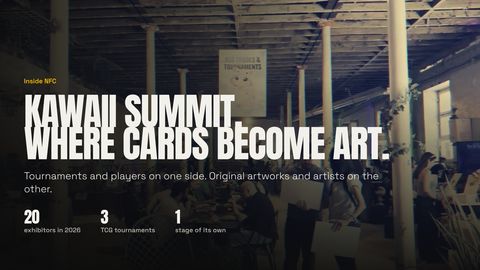 Inside NFC
KAWAII SUMMIT,
WHERE CARDS BECOME ART.
Tournaments and players on one side. Original artworks and artists on the
other.
20
exhibitors in 2026
3
TCG tournaments
1
stage of its own